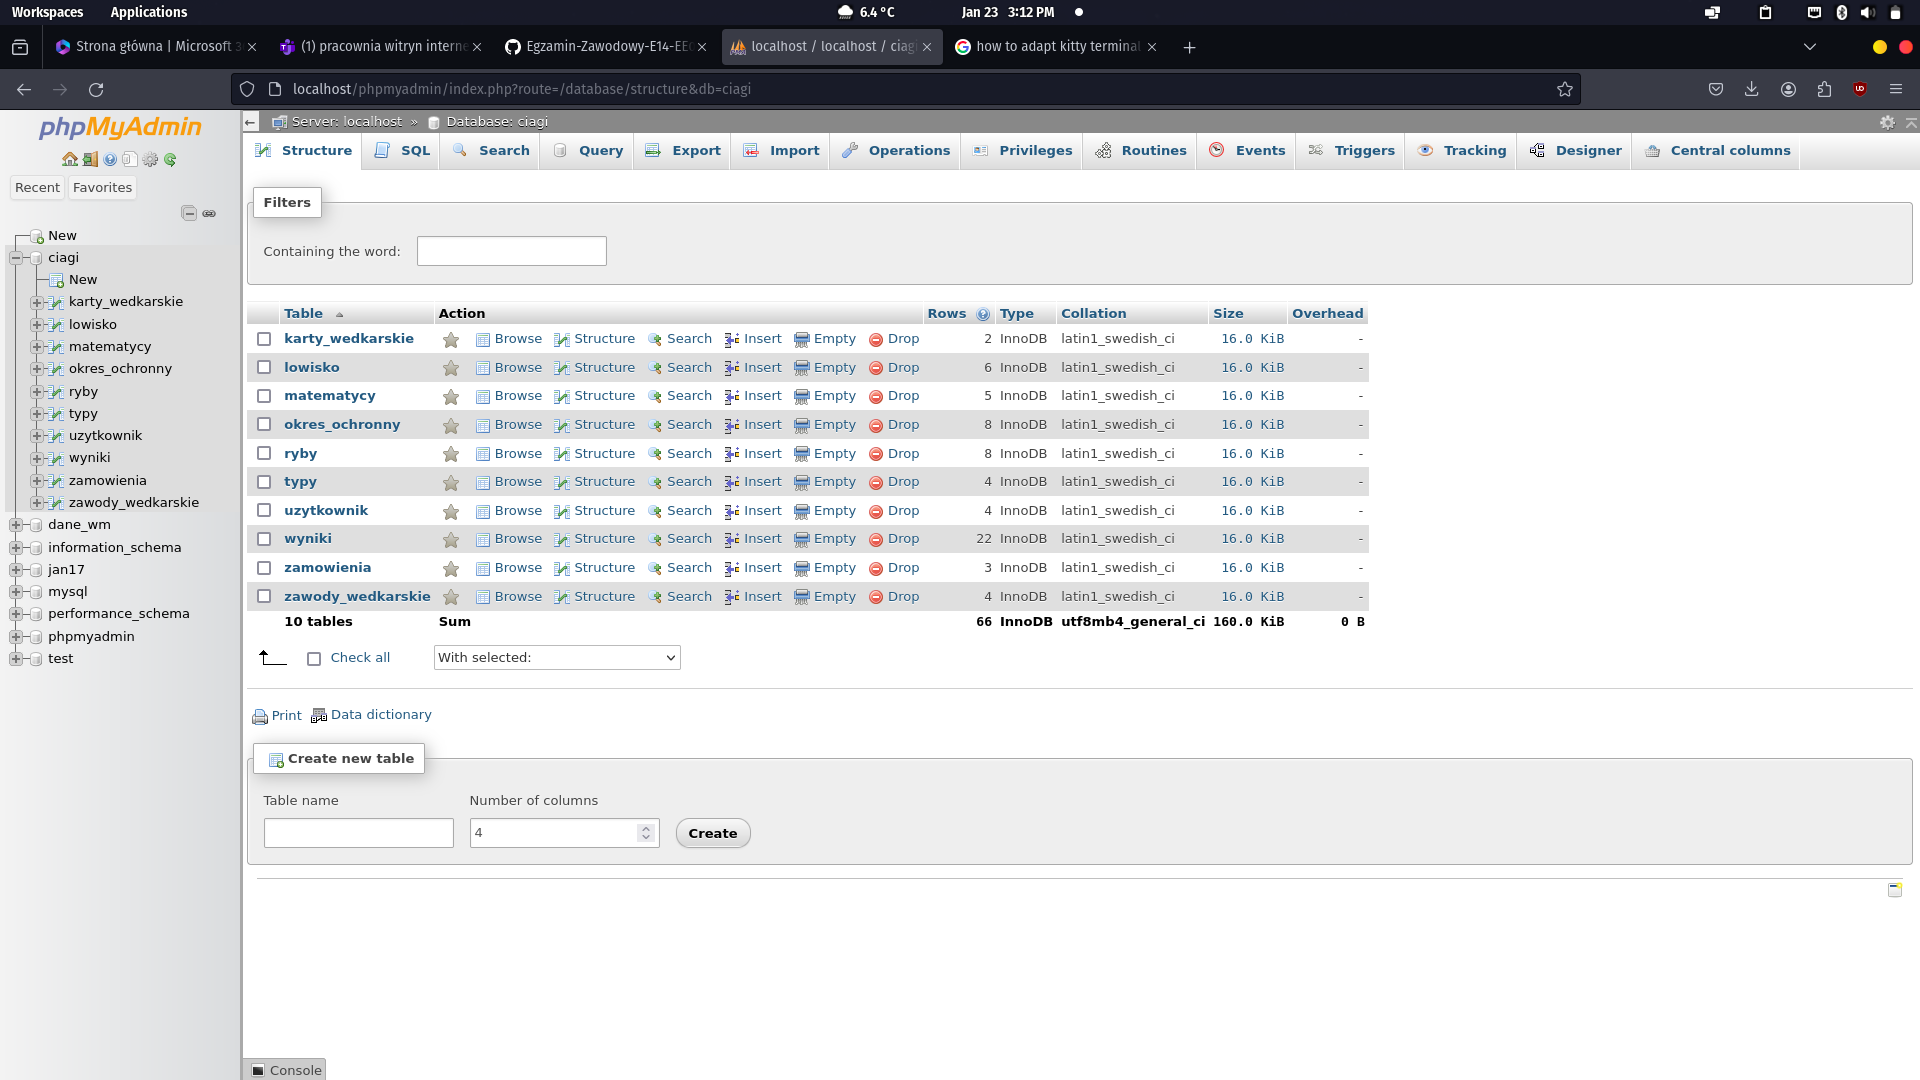 Workspaces Applications 6.4 °C Jan 23 3:12 PM
Strona główna | Microsoft 3 (1) pracownia witryn intern Egzamin-Zawodowy-E14-EE localhost / localhost / ciag how to adapt kitty terminal
localhost/phpmyadmin/index.php?route=/database/structure&db=ciagi
phpMyAdmin
Recent Favorites
New
ciagi
New
karty_wedkarskie
lowisko
matematycy
okres_ochronny
ryby
typy
uzytkownik
wyniki
zamowienia
zawody_wedkarskie
dane_wm
information_schema
jan17
mysql
performance_schema
phpmyadmin
test
Server: localhost » Database: ciagi
Structure SQL Search Query Export Import Operations Privileges Routines Events Triggers Tracking Designer Central columns
Filters
Containing the word:
Table Action Rows Type Collation Size Overhead
karty_wedkarskie Browse Structure Search Insert Empty Drop 2 InnoDB latin1_swedish_ci 16.0 KiB -
lowisko Browse Structure Search Insert Empty Drop 6 InnoDB latin1_swedish_ci 16.0 KiB -
matematycy Browse Structure Search Insert Empty Drop 5 InnoDB latin1_swedish_ci 16.0 KiB -
okres_ochronny Browse Structure Search Insert Empty Drop 8 InnoDB latin1_swedish_ci 16.0 KiB -
ryby Browse Structure Search Insert Empty Drop 8 InnoDB latin1_swedish_ci 16.0 KiB -
typy Browse Structure Search Insert Empty Drop 4 InnoDB latin1_swedish_ci 16.0 KiB -
uzytkownik Browse Structure Search Insert Empty Drop 4 InnoDB latin1_swedish_ci 16.0 KiB -
wyniki Browse Structure Search Insert Empty Drop 22 InnoDB latin1_swedish_ci 16.0 KiB -
zamowienia Browse Structure Search Insert Empty Drop 3 InnoDB latin1_swedish_ci 16.0 KiB -
zawody_wedkarskie Browse Structure Search Insert Empty Drop 4 InnoDB latin1_swedish_ci 16.0 KiB -
10 tables Sum 66 InnoDB utf8mb4_general_ci 160.0 KiB 0 B
Check all With selected:
Print Data dictionary
Create new table
Table name Number of columns
4 Create
Console